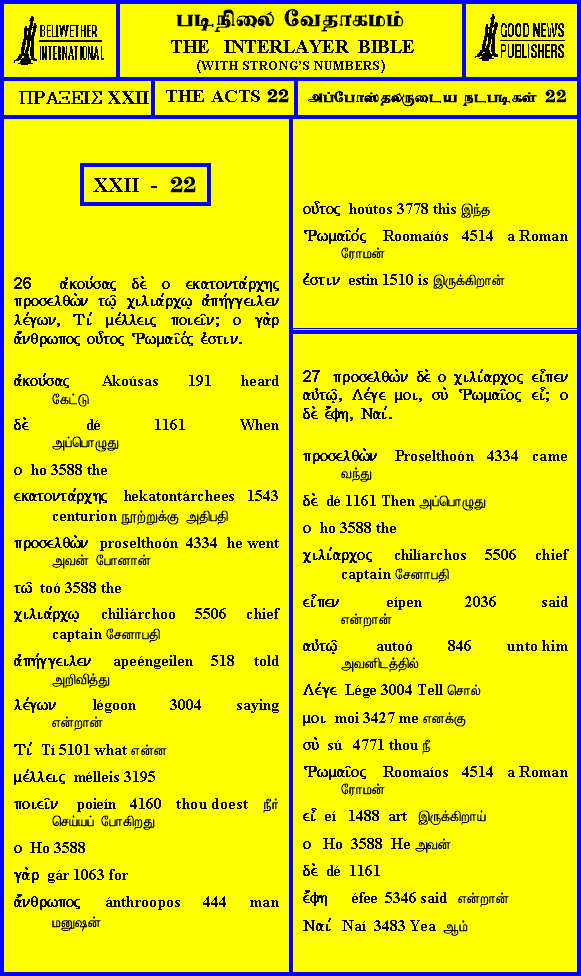 BELLWETHER
INTERNATIONAL
படிநிலை வேதாகமம்
THE INTERLAYER BIBLE
(WITH STRONG'S NUMBERS)
GOOD NEWS
PUBLISHERS
ΠΡΑΞΕΙΣ XXII
THE ACTS 22
அப்போஸ்தலருடைய நடபடிகள் 22
XXII - 22
26 ἀκούσας δὲ ο εκατοντάρχης
προσελθὼν τῶ χιλιάρχῳ ἀπήγγειλεν
λέγων, Τί μέλλεις ποιεῖν; ο γὰρ
ἄνθρωπος οὗτος Ῥωμαῖός ἐστιν.
ἀκούσας Akoúsas 191 heard
கேட்டு
δὲ dé 1161 When
அப்பொழுது
ο ho 3588 the
εκατοντάρχης hekatontárchees 1543
centurion நூற்றுக்கு அதிபதி
προσελθὼν proselthoón 4334 he went
அவன் போனான்
τῶ toó 3588 the
χιλιάρχῳ chiliárchoo 5506 chief
captain சேனாபதி
ἀπήγγειλεν apeéngeilen 518 told
அறிவித்து
λέγων légoon 3004 saying
என்றான்
Τί Tí 5101 what என்ன
μέλλεις mélleis 3195
ποιεῖν poieín 4160 thou doest நீர்
செய்யப் போகிறது
ο Ho 3588
γὰρ gár 1063 for
ἄνθρωπος ánthroopos 444 man
மனுஷன்
οὗτος hoútos 3778 this இந்த
Ῥωμαῖός Roomaíós 4514 a Roman
ரோமன்
ἐστιν estin 1510 is இருக்கிறான்
27 προσελθὼν δὲ ο χιλίαρχος εἶπεν
αὐτῷ, Λέγε μοι, σὺ Ῥωμαῖος εἶ; ο
δὲ ἔφη, Ναί.
προσελθὼν Proselthoón 4334 came
வந்து
δὲ dé 1161 Then அப்பொழுது
ο ho 3588 the
χιλίαρχος chilíarchos 5506 chief
captain சேனாபதி
εἶπεν eípen 2036 said
என்றான்
αὐτῷ autoó 846 unto him
அவனிடத்தில்
Λέγε Lége 3004 Tell சொல்
μοι moi 3427 me எனக்கு
σὺ sú 4771 thou நீ
Ῥωμαῖος Roomaíos 4514 a Roman
ரோமன்
εἶ eí 1488 art இருக்கிறாய்
ο Ho 3588 He அவன்
δὲ dé 1161
ἔφη éfee 5346 said என்றான்
Ναί Naí 3483 Yea ஆம்